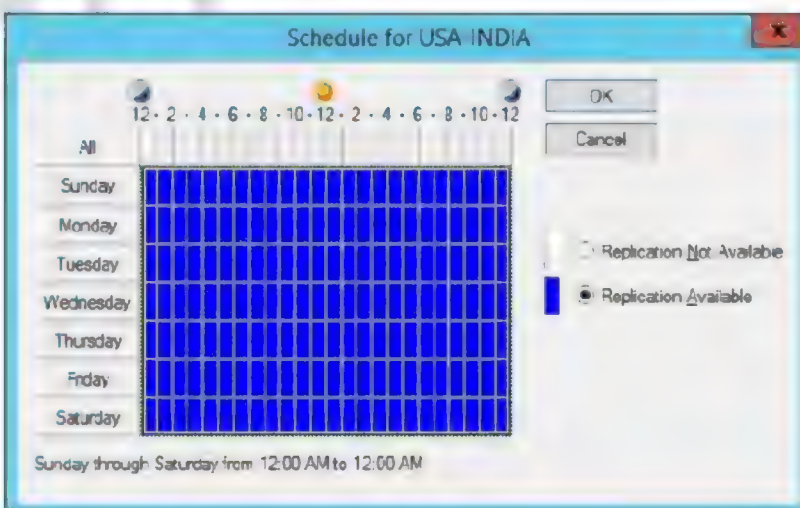 Schedule for USA-INDIA
12 · 2 · 4 · 6 · 8 · 10 · 12 · 2 · 4 · 6 · 8 · 10 · 12
OK
Cancel
All
Sunday
Monday
Tuesday
Wednesday
Thursday
Friday
Saturday
Replication Not Available
Replication Available
Sunday through Saturday from 12:00 AM to 12:00 AM